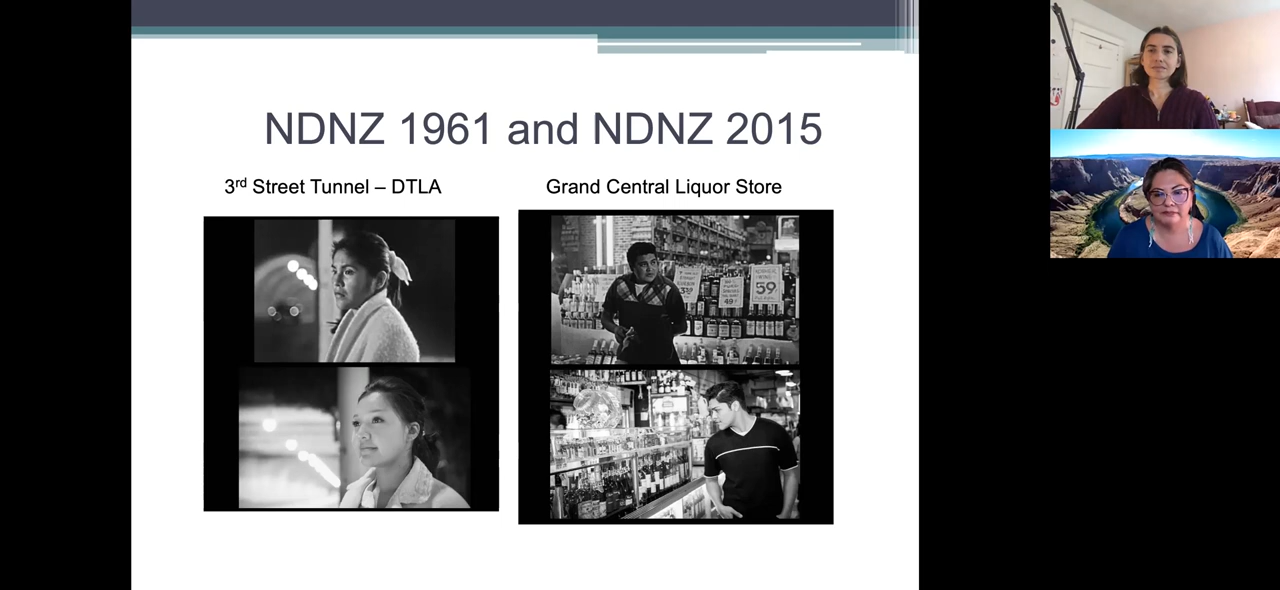 NDNZ 1961 and NDNZ 2015
3rd Street Tunnel – DTLA
Grand Central Liquor Store
59